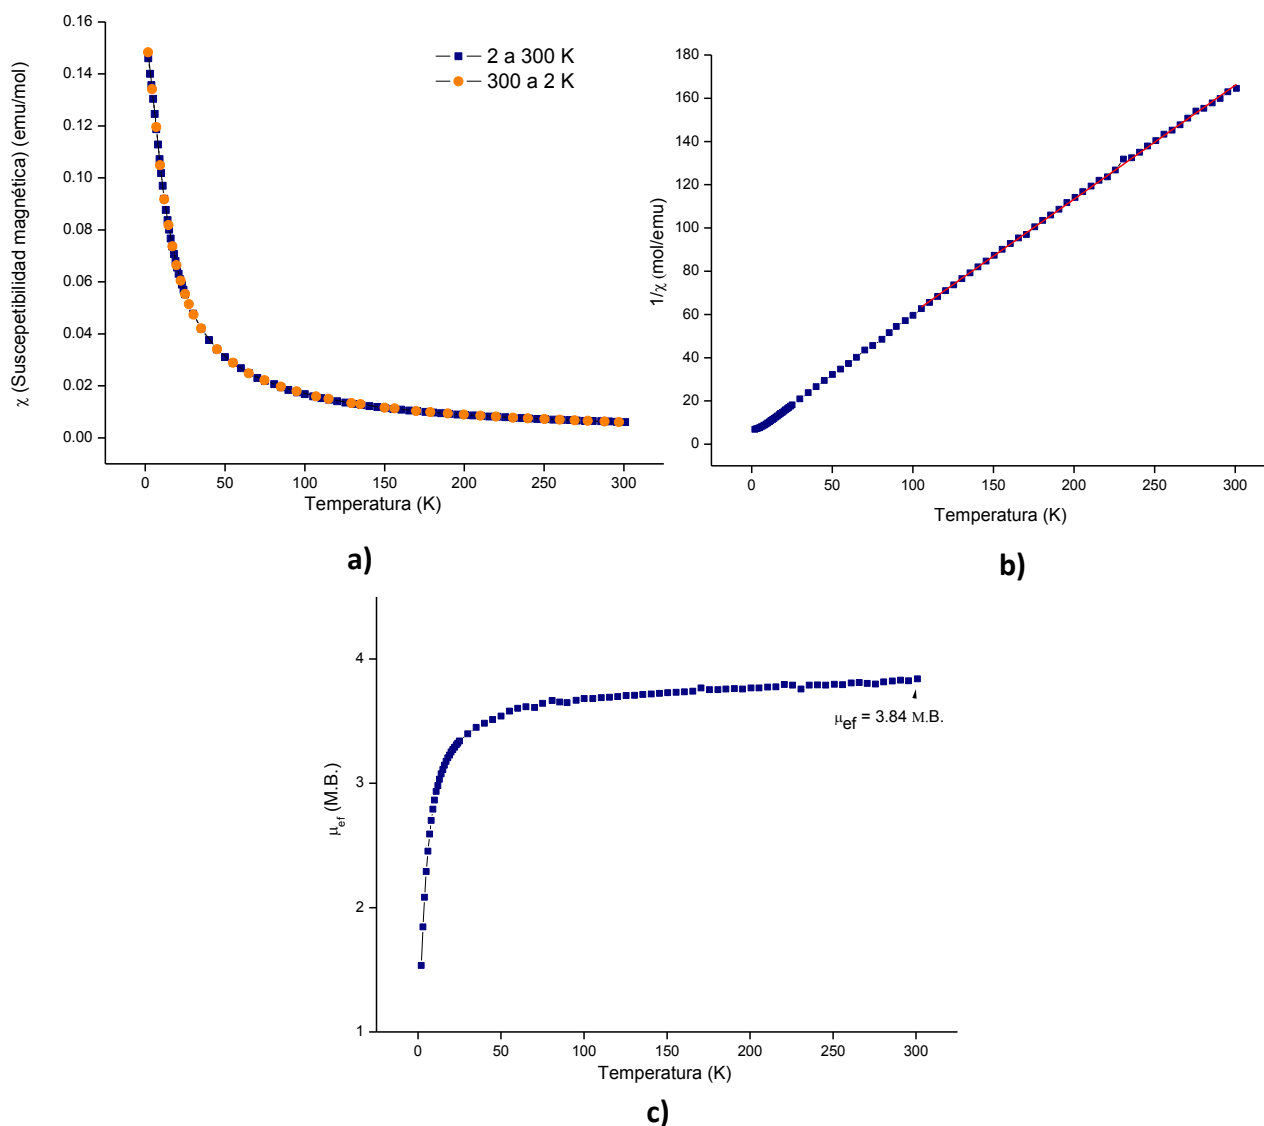 0.16
0.14
0.12
0.10
0.08
0.06
0.04
0.02
0.00
χ (Suscepetibilidad magnética) (emu/mol)
2 a 300 K
300 a 2 K
0 50 100 150 200 250 300
Temperatura (K)
a)
180
160
140
120
100
80
60
40
20
0
1/χ (mol/emu)
0 50 100 150 200 250 300
Temperatura (K)
b)
4
3
2
1
μef (M.B.)
μef = 3.84 M.B.
0 50 100 150 200 250 300
Temperatura (K)
c)